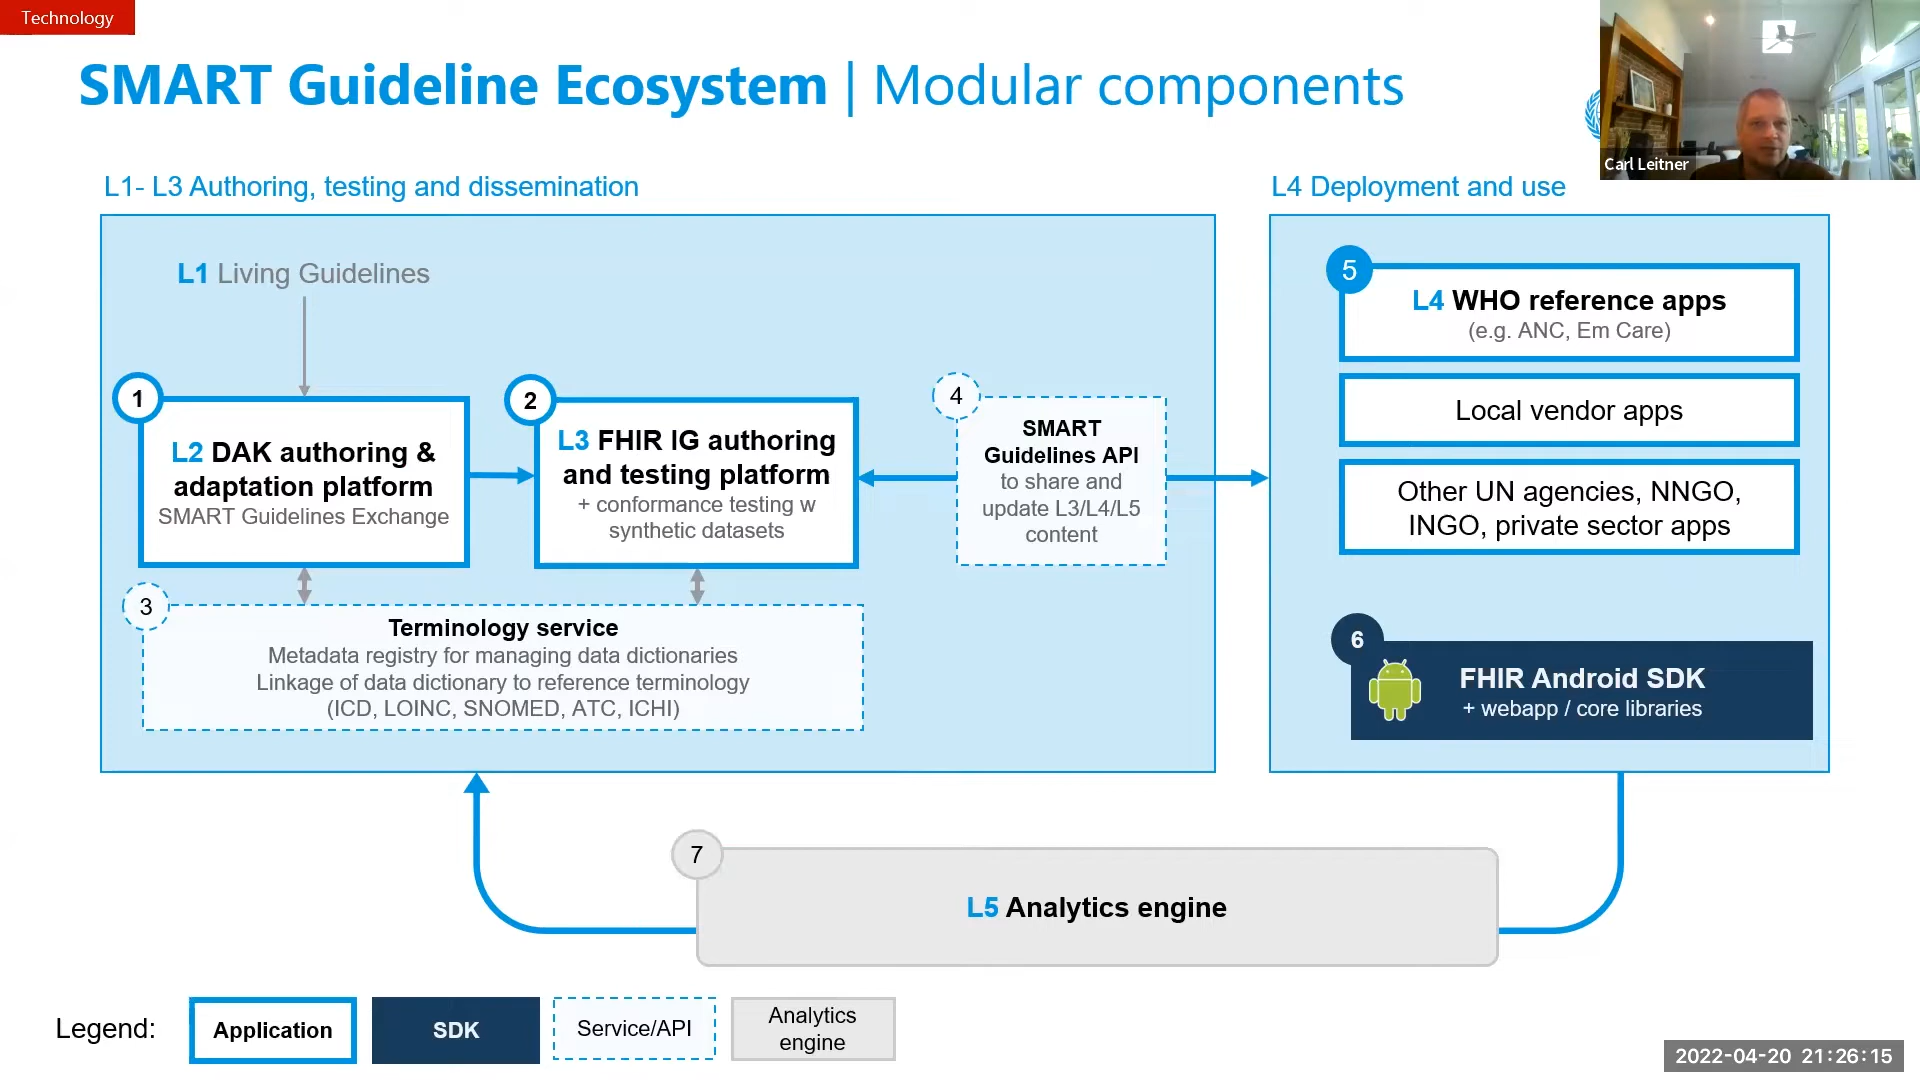 Technology
SMART Guideline Ecosystem | Modular components
Carl Leitner
L1- L3 Authoring, testing and dissemination
L4 Deployment and use
L1 Living Guidelines
1
L2 DAK authoring &
adaptation platform
SMART Guidelines Exchange
2
L3 FHIR IG authoring
and testing platform
+ conformance testing w
synthetic datasets
3
Terminology service
Metadata registry for managing data dictionaries
Linkage of data dictionary to reference terminology
(ICD, LOINC, SNOMED, ATC, ICHI)
4
SMART
Guidelines API
to share and
update L3/L4/L5
content
5
L4 WHO reference apps
(e.g. ANC, Em Care)
Local vendor apps
Other UN agencies, NNGO,
INGO, private sector apps
6
FHIR Android SDK
+ webapp / core libraries
7
L5 Analytics engine
Legend:
Application
SDK
Service/API
Analytics
engine
2022-04-20 21:26:15